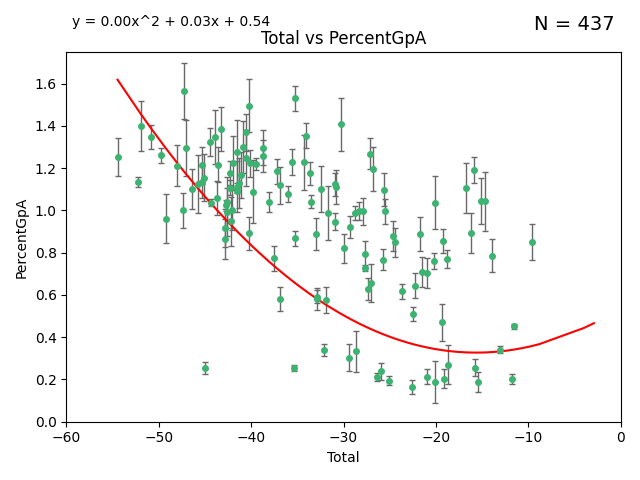 y = 0.00x^2 + 0.03x + 0.54
N = 437
Total vs PercentGpA
PercentGpA
1.6
1.4
1.2
1.0
0.8
0.6
0.4
0.2
0.0
−60 −50 −40 −30 −20 −10 0
Total